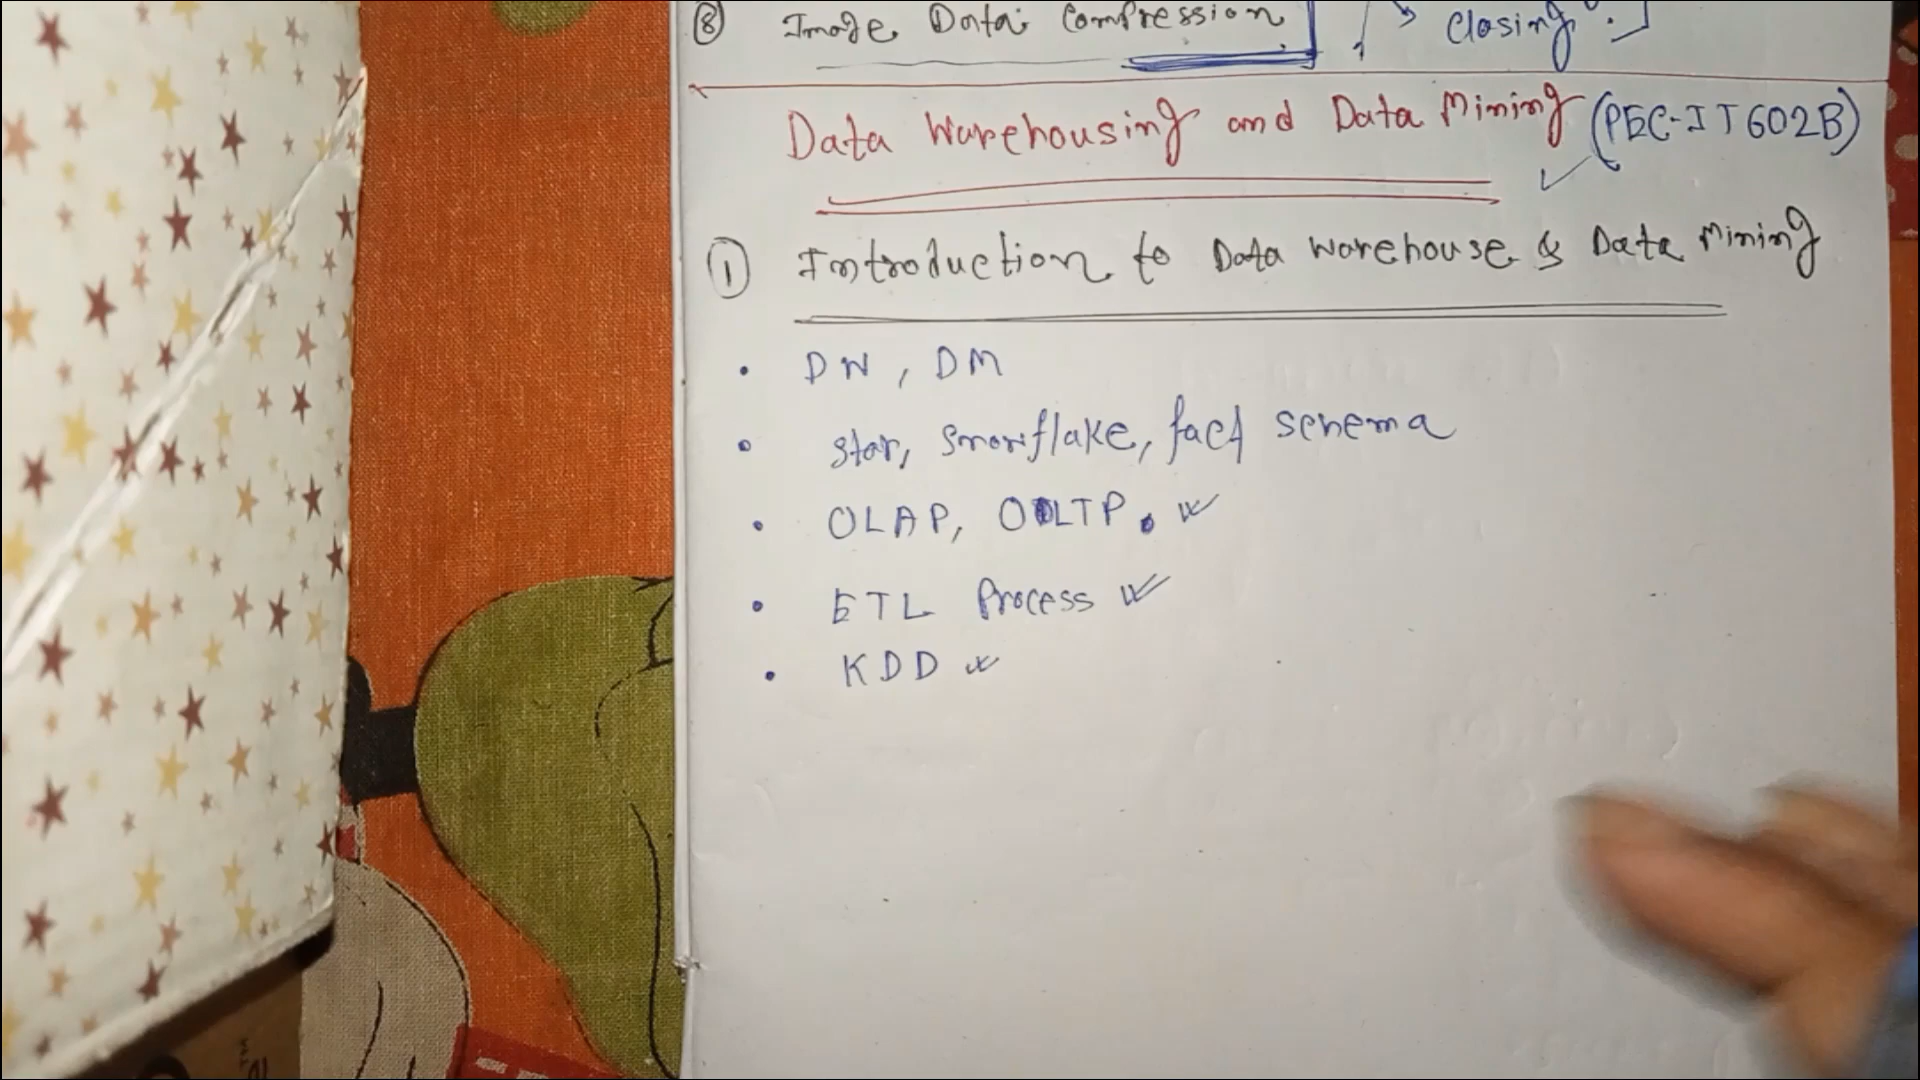 ⑧ Image Data Compression
Closing.
Data Warehousing and Data Mining (PEC-IT602B)
① Introduction to Data Warehouse & Data Mining
• DW, DM
• Star, Snowflake, fact schema
• OLAP, OLTP.
• ETL Process
• KDD